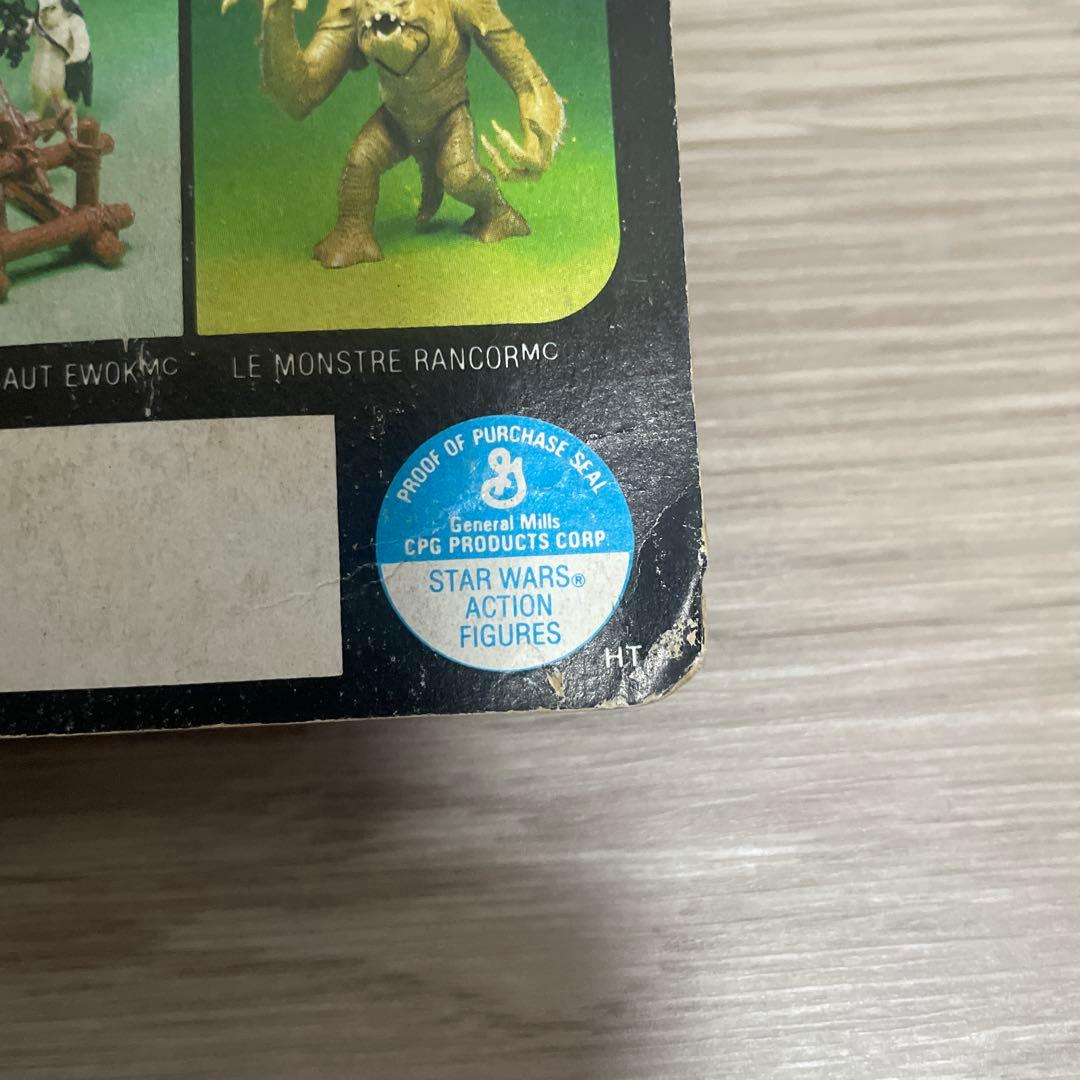 AUT EWOKMC
LE MONSTRE RANCORMC
PROOF OF PURCHASE SEAL
General Mills
CPG PRODUCTS CORP.
STAR WARS®
ACTION
FIGURES
HT